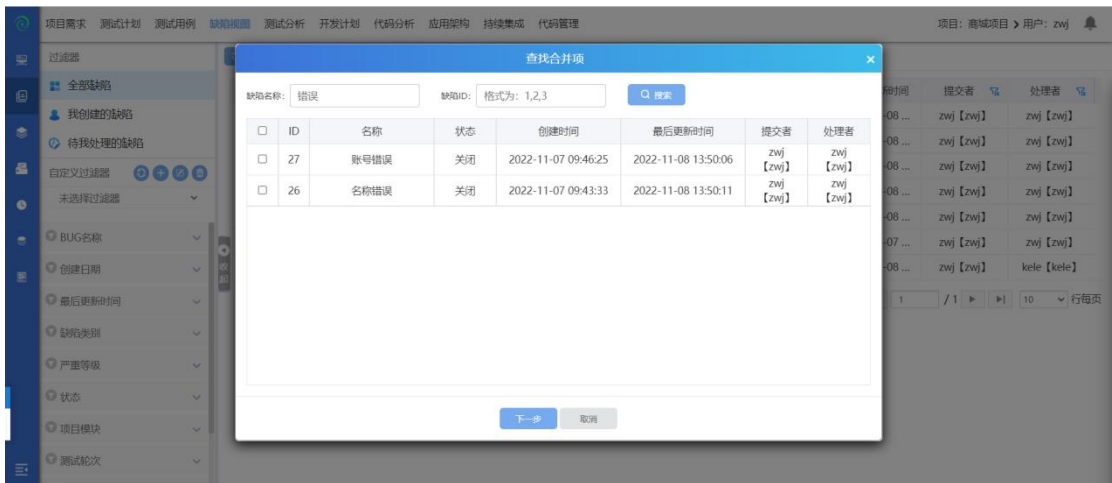 项目需求 测试计划 测试用例 缺陷视图 测试分析 开发计划 代码分析 应用架构 持续集成 代码管理 项目：商城项目 用户：zwj
过滤器
全部缺陷
我创建的缺陷
待我处理的缺陷
自定义过滤器
未选择过滤器
BUG名称
创建日期
最后更新时间
缺陷类别
严重等级
状态
项目模块
测试轮次
查找合并项
缺陷名称： 错误 缺陷ID： 格式为：1,2,3 搜索
ID 名称 状态 创建时间 最后更新时间 提交者 处理者
27 账号错误 关闭 2022-11-07 09:46:25 2022-11-08 13:50:06 zwj【zwj】 zwj【zwj】
26 名称错误 关闭 2022-11-07 09:43:33 2022-11-08 13:50:11 zwj【zwj】 zwj【zwj】
下一步 取消
新时间 提交者 处理者
-08 ... zwj【zwj】 zwj【zwj】
-08 ... zwj【zwj】 zwj【zwj】
-08 ... zwj【zwj】 zwj【zwj】
-08 ... zwj【zwj】 zwj【zwj】
-08 ... zwj【zwj】 zwj【zwj】
-07 ... zwj【zwj】 zwj【zwj】
-08 ... zwj【zwj】 kele【kele】
1 / 1 10 行每页